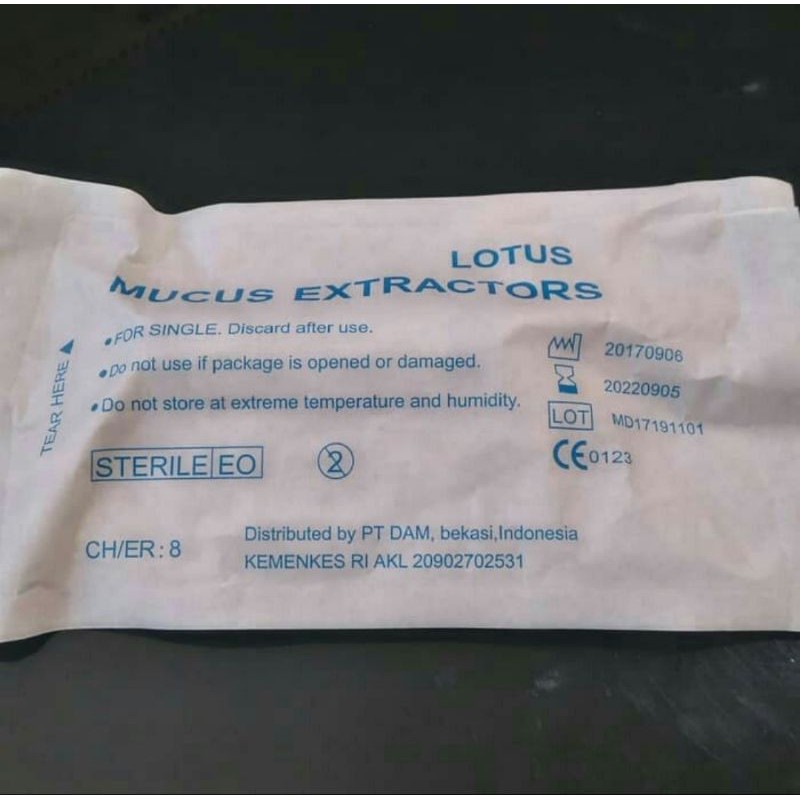 LOTUS
MUCUS EXTRACTORS
•FOR SINGLE. Discard after use.
•Do not use if package is opened or damaged.
•Do not store at extreme temperature and humidity.
TEAR HERE
20170906
20220905
LOT MD17191101
CE0123
STERILE EO
2
CH/ER: 8
Distributed by PT DAM, bekasi,Indonesia
KEMENKES RI AKL 20902702531